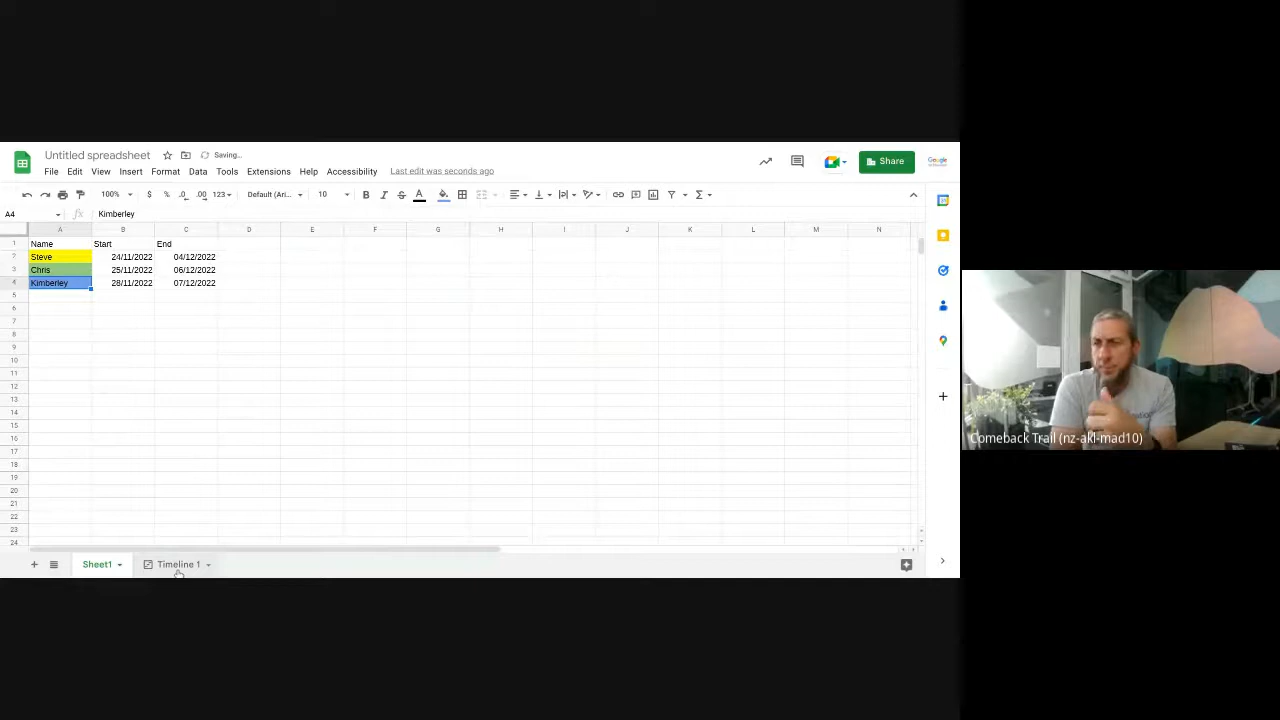 Untitled spreadsheet
Saving…
File Edit View Insert Format Data Tools Extensions Help Accessibility Last edit was seconds ago
Share
100% $ % .0 .00 123 Default (Ari... 10 B I S A
A4 fx Kimberley
A B C D E F G H I J K L M N
1 Name Start End
2 Steve 24/11/2022 04/12/2022
3 Chris 25/11/2022 06/12/2022
4 Kimberley 28/11/2022 07/12/2022
5
6
7
8
9
10
11
12
13
14
15
16
17
18
19
20
21
22
23
24
Comeback Trail (nz-akl-mad10)
Sheet1 Timeline 1